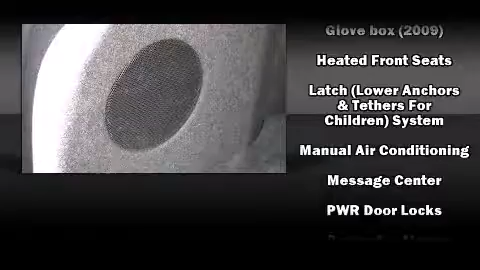 Glove box (2009)
Heated Front Seats
Latch (Lower Anchors
& Tethers For
Children) System
Manual Air Conditioning
Message Center
PWR Door Locks